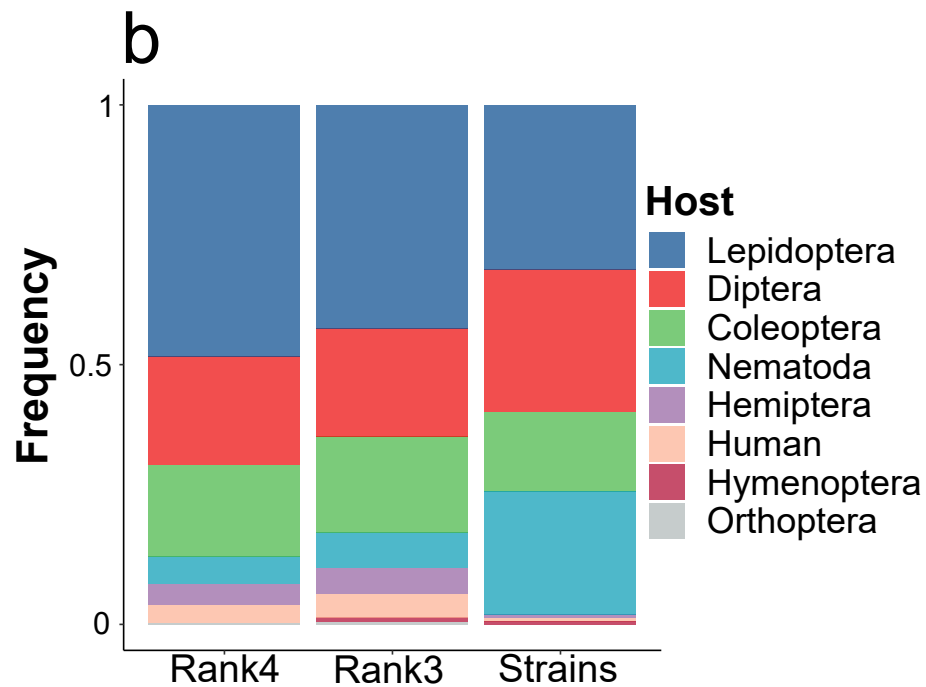 b
1
0.5
0
Frequency
Rank4
Rank3
Strains
Host
Lepidoptera
Diptera
Coleoptera
Nematoda
Hemiptera
Human
Hymenoptera
Orthoptera